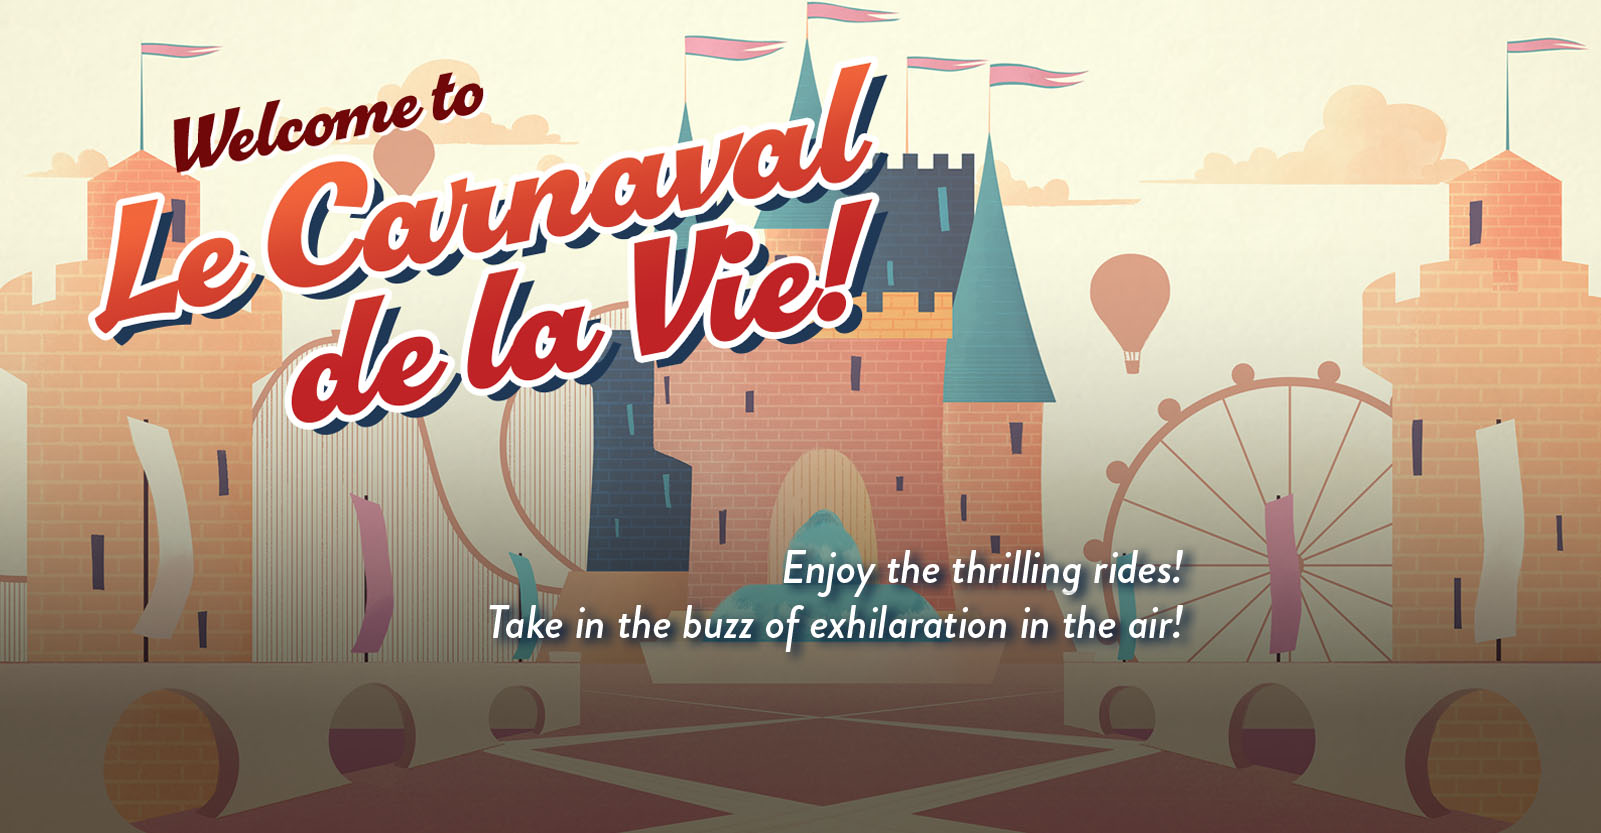 Welcome to
Le Carnaval
de la Vie!
Enjoy the thrilling rides!
Take in the buzz of exhilaration in the air!